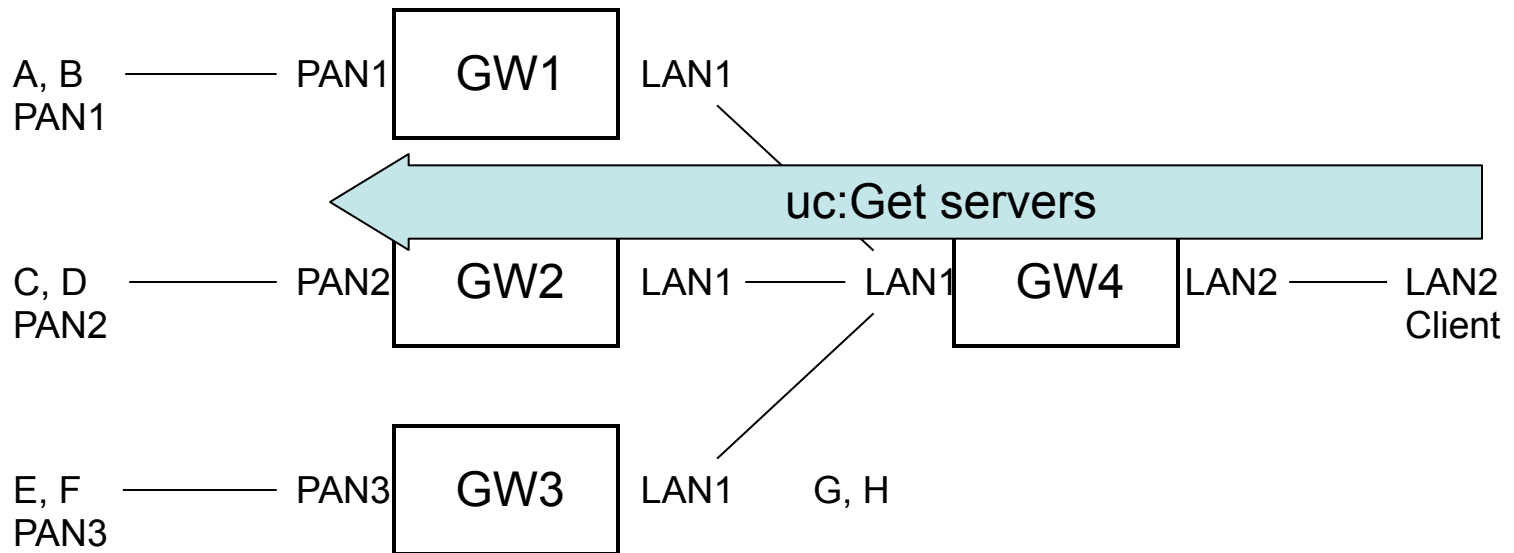 A, B
PAN1
PAN1
GW1
LAN1
uc:Get servers
C, D
PAN2
PAN2
GW2
LAN1
LAN1
GW4
LAN2
LAN2
Client
E, F
PAN3
PAN3
GW3
LAN1
G, H